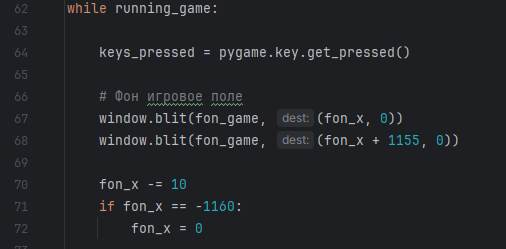 62 while running_game:
63
64 keys_pressed = pygame.key.get_pressed()
65
66 # Фон игровое поле
67 window.blit(fon_game, dest: (fon_x, 0))
68 window.blit(fon_game, dest: (fon_x + 1155, 0))
69
70 fon_x -= 10
71 if fon_x == -1160:
72 fon_x = 0